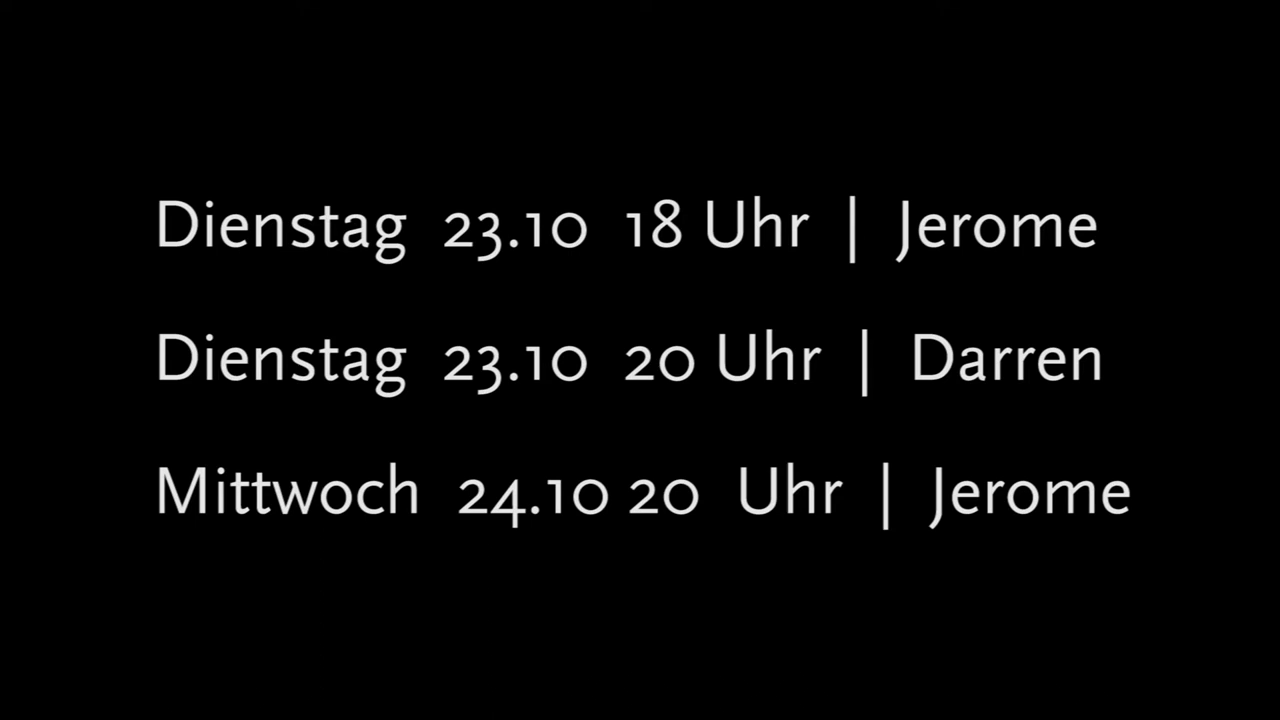 Dienstag 23.10 18 Uhr | Jerome
Dienstag 23.10 20 Uhr | Darren
Mittwoch 24.10 20 Uhr | Jerome